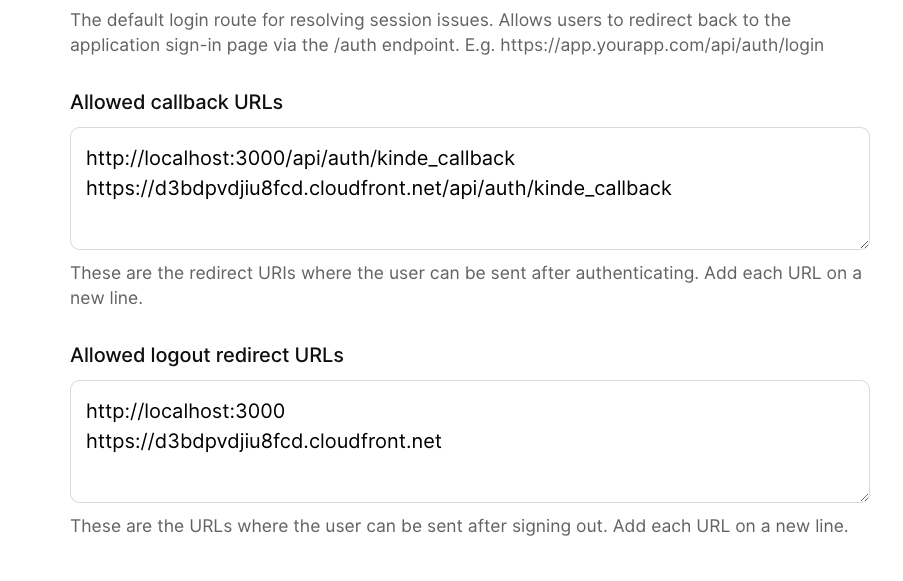 The default login route for resolving session issues. Allows users to redirect back to the
application sign-in page via the /auth endpoint. E.g. https://app.yourapp.com/api/auth/login
Allowed callback URLs
http://localhost:3000/api/auth/kinde_callback
https://d3bdpvdjiu8fcd.cloudfront.net/api/auth/kinde_callback
These are the redirect URIs where the user can be sent after authenticating. Add each URL on a
new line.
Allowed logout redirect URLs
http://localhost:3000
https://d3bdpvdjiu8fcd.cloudfront.net
These are the URLs where the user can be sent after signing out. Add each URL on a new line.